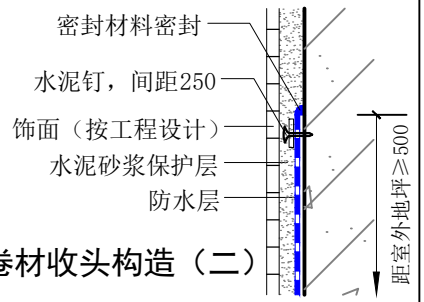 密封材料密封
水泥钉，间距250
饰面（按工程设计）
水泥砂浆保护层
防水层
距室外地坪≥500
卷材收头构造（二）